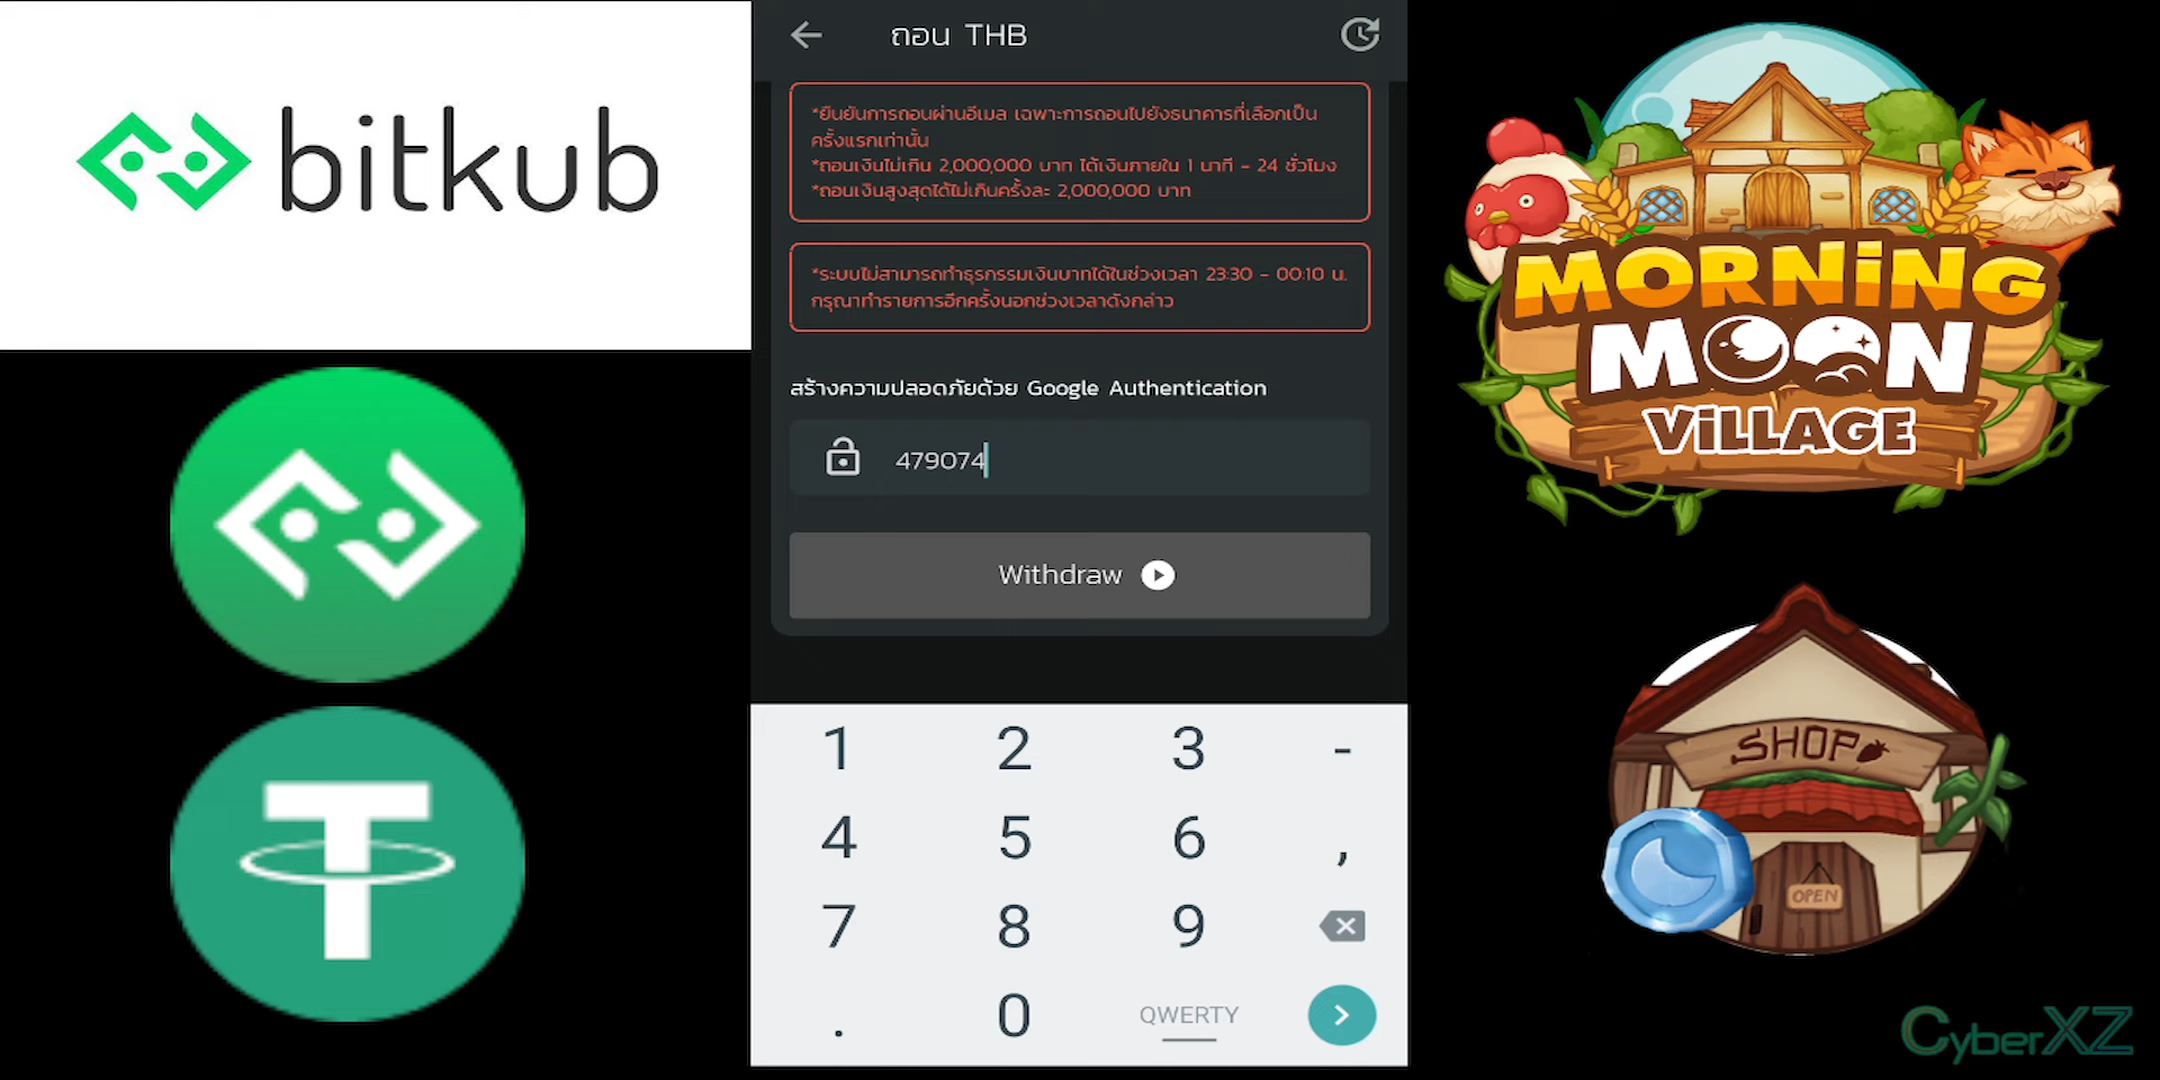 bitkub
ถอน THB
*ยืนยันการถอนผ่านอีเมล เฉพาะการถอนไปยังธนาคารที่เลือกเป็น
ครั้งแรกเท่านั้น
*ถอนเงินไม่เกิน 2,000,000 บาท ได้เงินภายใน 1 นาที - 24 ชั่วโมง
*ถอนเงินสูงสุดได้ไม่เกินครั้งละ 2,000,000 บาท
*ระบบไม่สามารถทำธุรกรรมเงินบาทได้ในช่วงเวลา 23:30 - 00:10 น.
กรุณาทำรายการอีกครั้งนอกช่วงเวลาดังกล่าว
สร้างความปลอดภัยด้วย Google Authentication
479074
Withdraw
1 2 3 -
4 5 6 ,
7 8 9
. 0 QWERTY
MORNiNG
MOON
ViLLAGE
SHOP
OPEN
CyberXZ